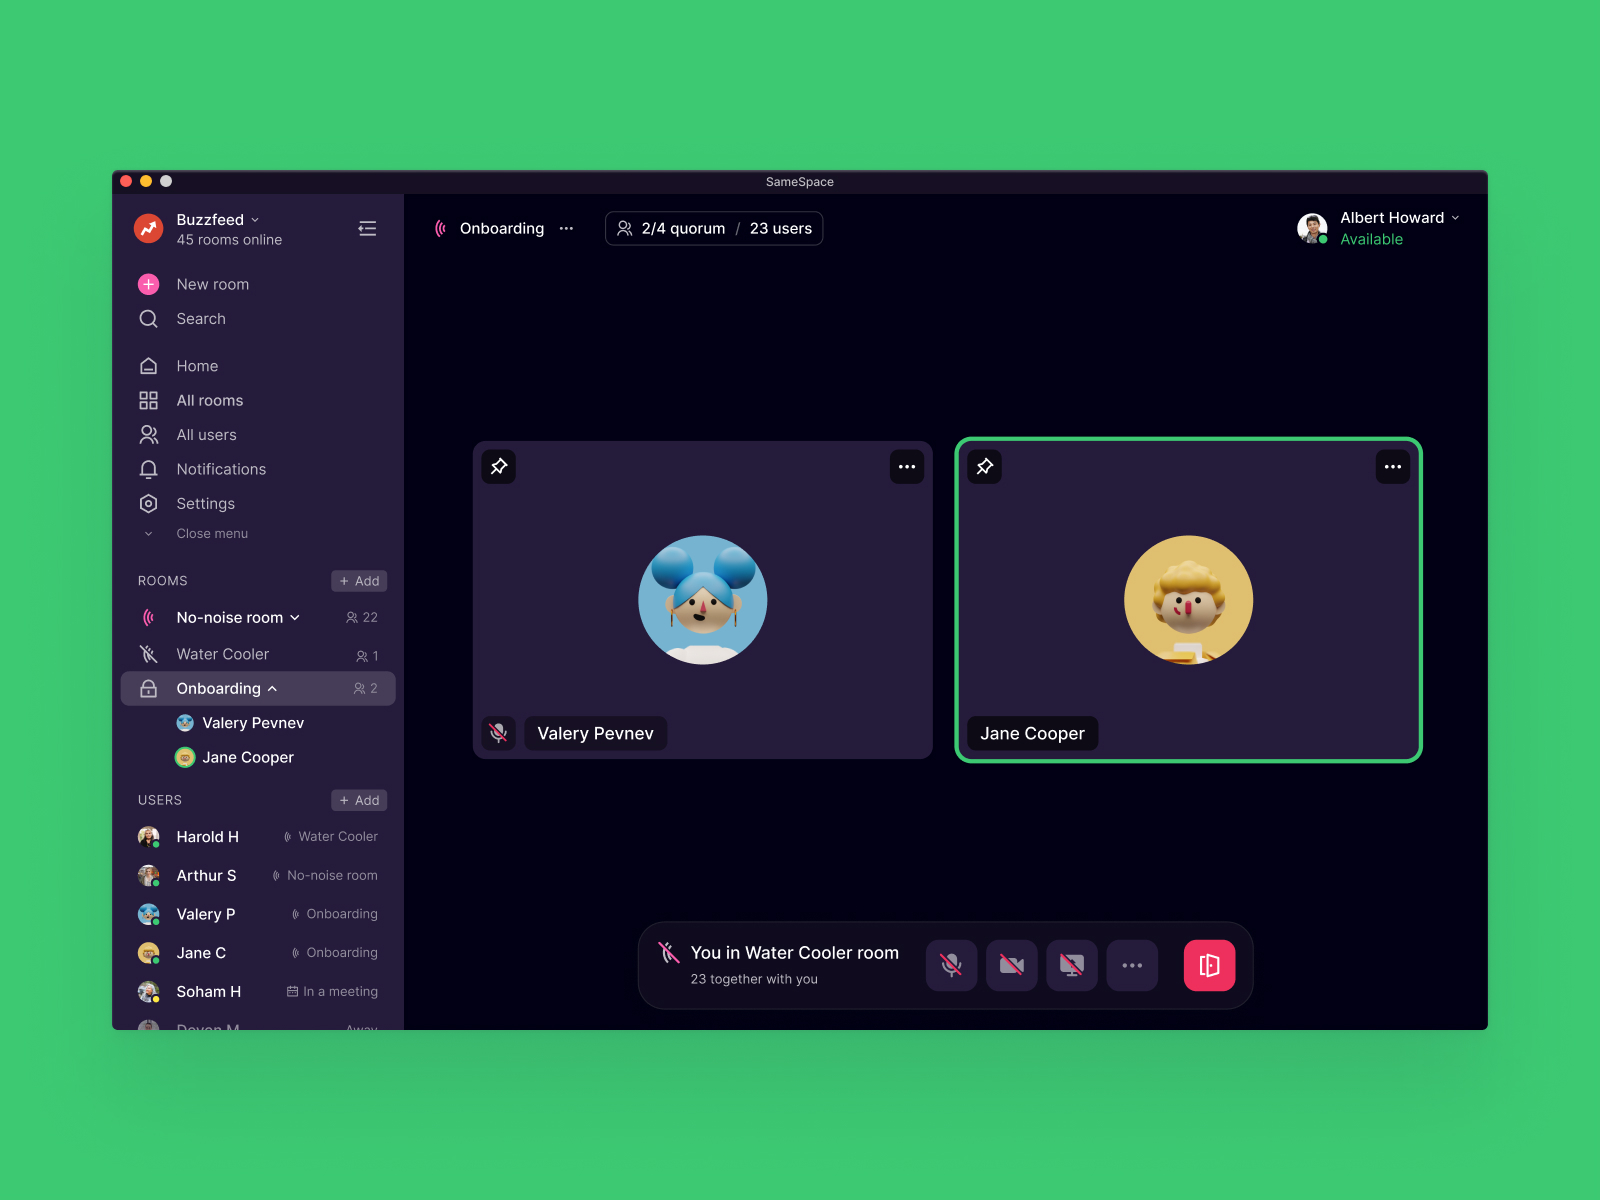 SameSpace
Buzzfeed
45 rooms online
New room
Search
Home
All rooms
All users
Notifications
Settings
Close menu
ROOMS
+ Add
No-noise room
22
Water Cooler
1
Onboarding
2
Valery Pevnev
Jane Cooper
USERS
+ Add
Harold H
Water Cooler
Arthur S
No-noise room
Valery P
Onboarding
Jane C
Onboarding
Soham H
In a meeting
Devon M
Away
Onboarding
2/4 quorum / 23 users
Albert Howard
Available
Valery Pevnev
Jane Cooper
You in Water Cooler room
23 together with you